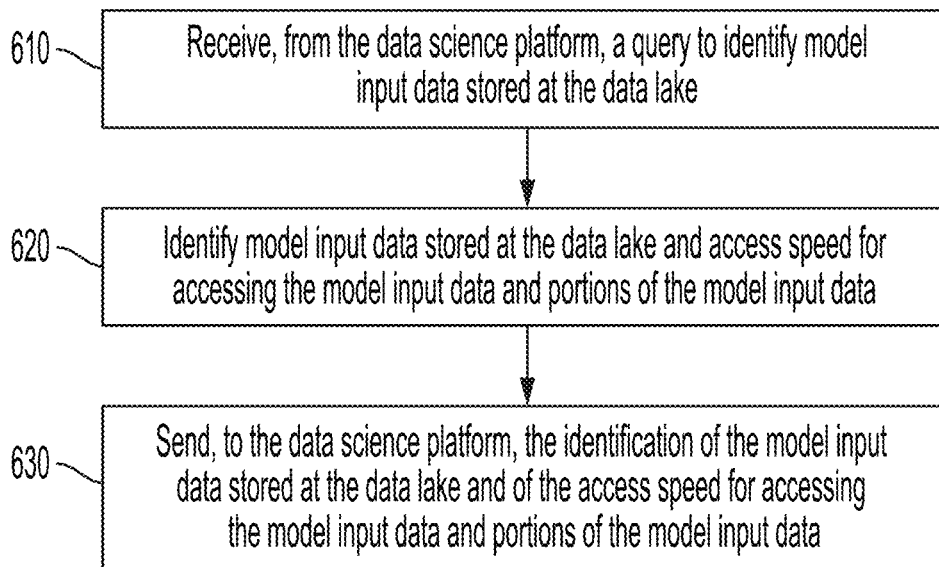 610
Receive, from the data science platform, a query to identify model
input data stored at the data lake
620
Identify model input data stored at the data lake and access speed for
accessing the model input data and portions of the model input data
630
Send, to the data science platform, the identification of the model input
data stored at the data lake and of the access speed for accessing
the model input data and portions of the model input data